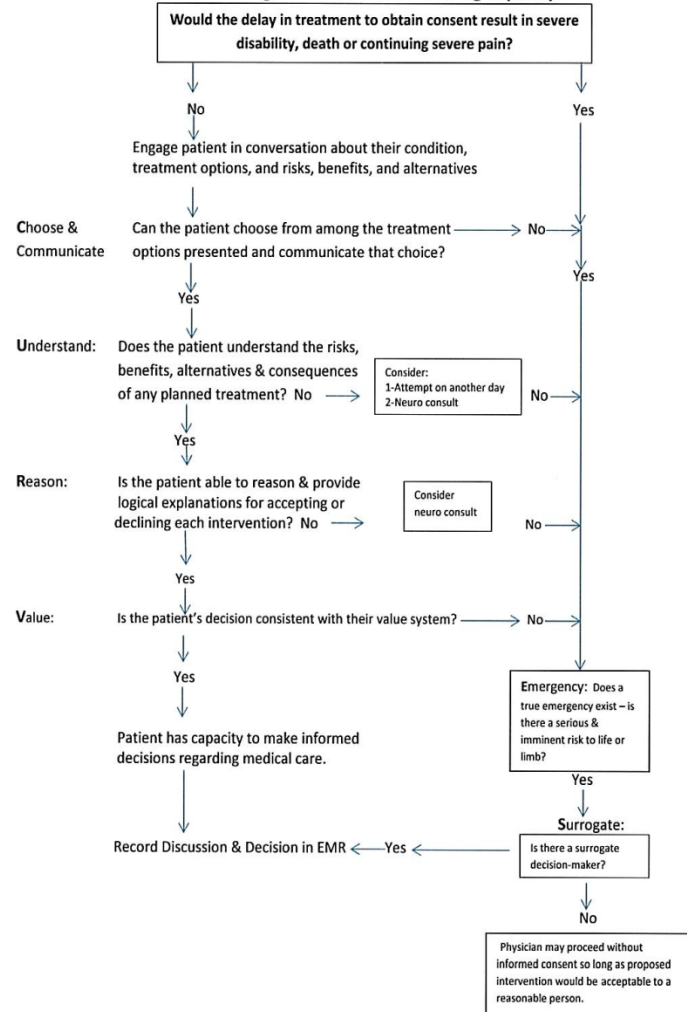 Would the delay in treatment to obtain consent result in severe
disability, death or continuing severe pain?
No
Yes
Engage patient in conversation about their condition,
treatment options, and risks, benefits, and alternatives
Choose &
Communicate
Can the patient choose from among the treatment
options presented and communicate that choice?
No
Yes
Yes
Understand:
Does the patient understand the risks,
benefits, alternatives & consequences
of any planned treatment? No
Consider:
1-Attempt on another day
2-Neuro consult
No
Yes
Reason:
Is the patient able to reason & provide
logical explanations for accepting or
declining each intervention? No
Consider
neuro consult
No
Yes
Value:
Is the patient's decision consistent with their value system?
No
Yes
Emergency: Does a
true emergency exist – is
there a serious &
imminent risk to life or
limb?
Patient has capacity to make informed
decisions regarding medical care.
Yes
Surrogate:
Is there a surrogate
decision-maker?
Yes
Record Discussion & Decision in EMR
No
Physician may proceed without
informed consent so long as proposed
intervention would be acceptable to a
reasonable person.